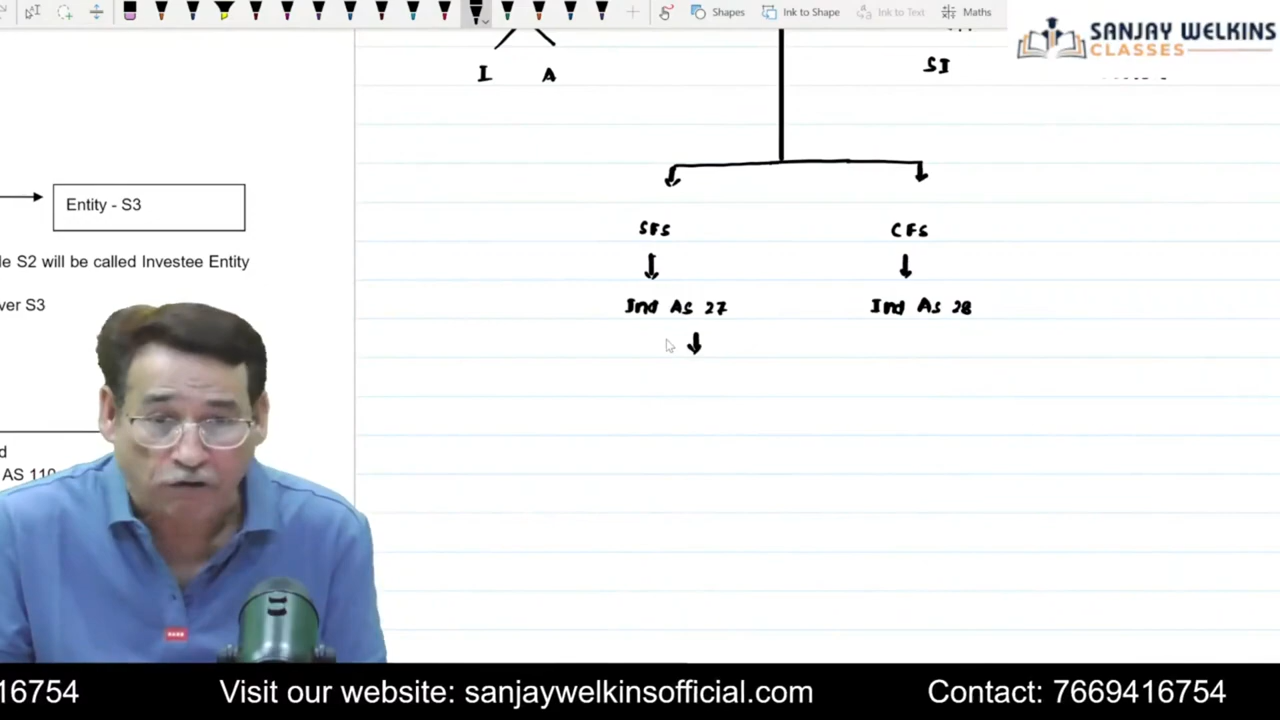 Shapes
Ink to Shape
Ink to Text
Maths
SANJAY WELKINS
CLASSES
I
A
SI
Entity - S3
SFS
CFS
le S2 will be called Investee Entity
ver S3
Ind As 27
Ind As 28
d
AS 110
16754
Visit our website: sanjaywelkinsofficial.com
Contact: 7669416754